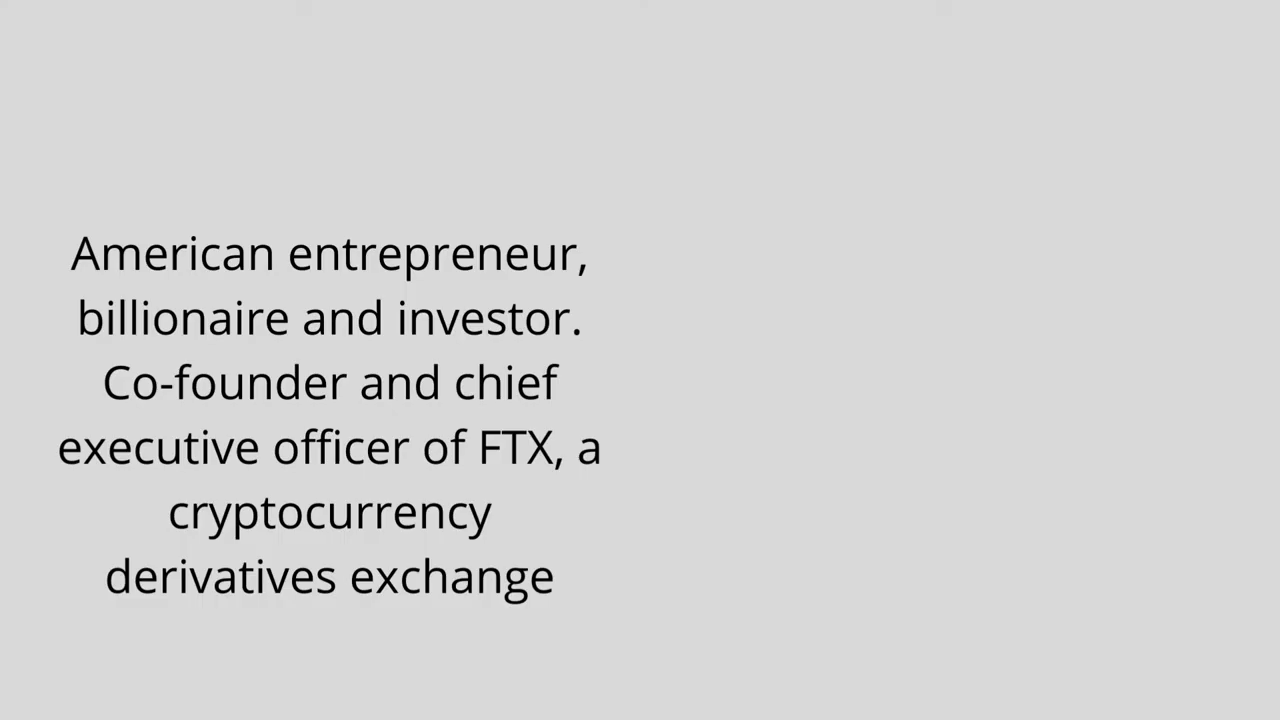 American entrepreneur,
billionaire and investor.
Co-founder and chief
executive officer of FTX, a
cryptocurrency
derivatives exchange